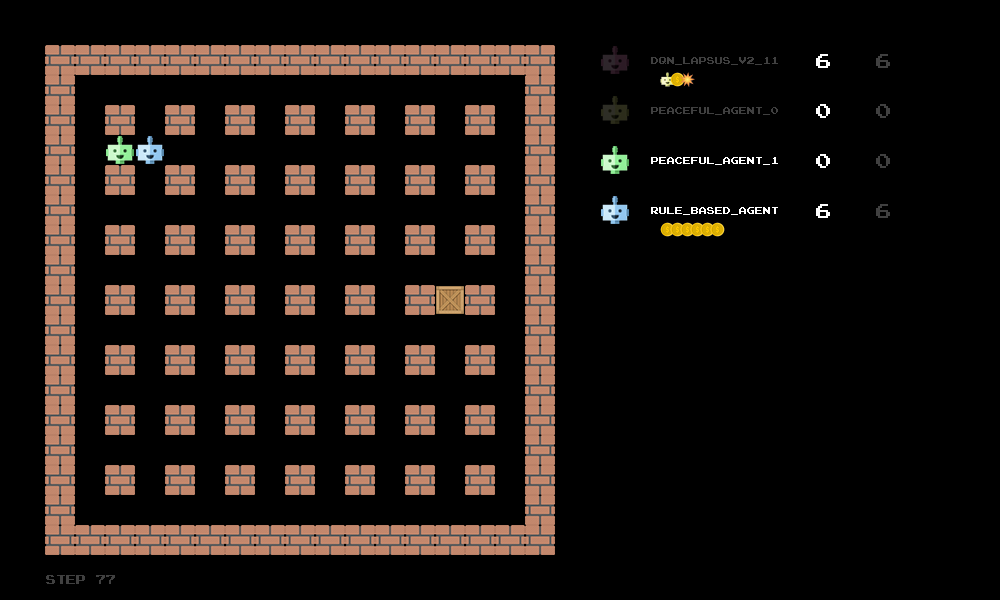 DQN_LAPSUS_V2_11 6 6
PEACEFUL_AGENT_0 0 0
PEACEFUL_AGENT_1 0 0
RULE_BASED_AGENT 6 6
STEP 77